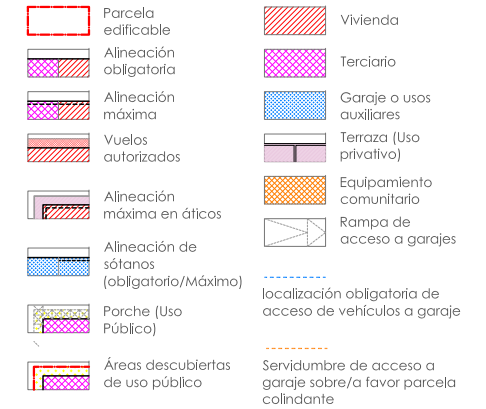 Parcela
edificable
Alineación
obligatoria
Alineación
máxima
Vuelos
autorizados
Alineación
máxima en áticos
Alineación de
sótanos
(obligatorio/Máximo)
Porche (Uso
Público)
Áreas descubiertas
de uso público
Vivienda
Terciario
Garaje o usos
auxiliares
Terraza (Uso
privativo)
Equipamiento
comunitario
Rampa de
acceso a garajes
localización obligatoria de
acceso de vehículos a garaje
Servidumbre de acceso a
garaje sobre/a favor parcela
colindante